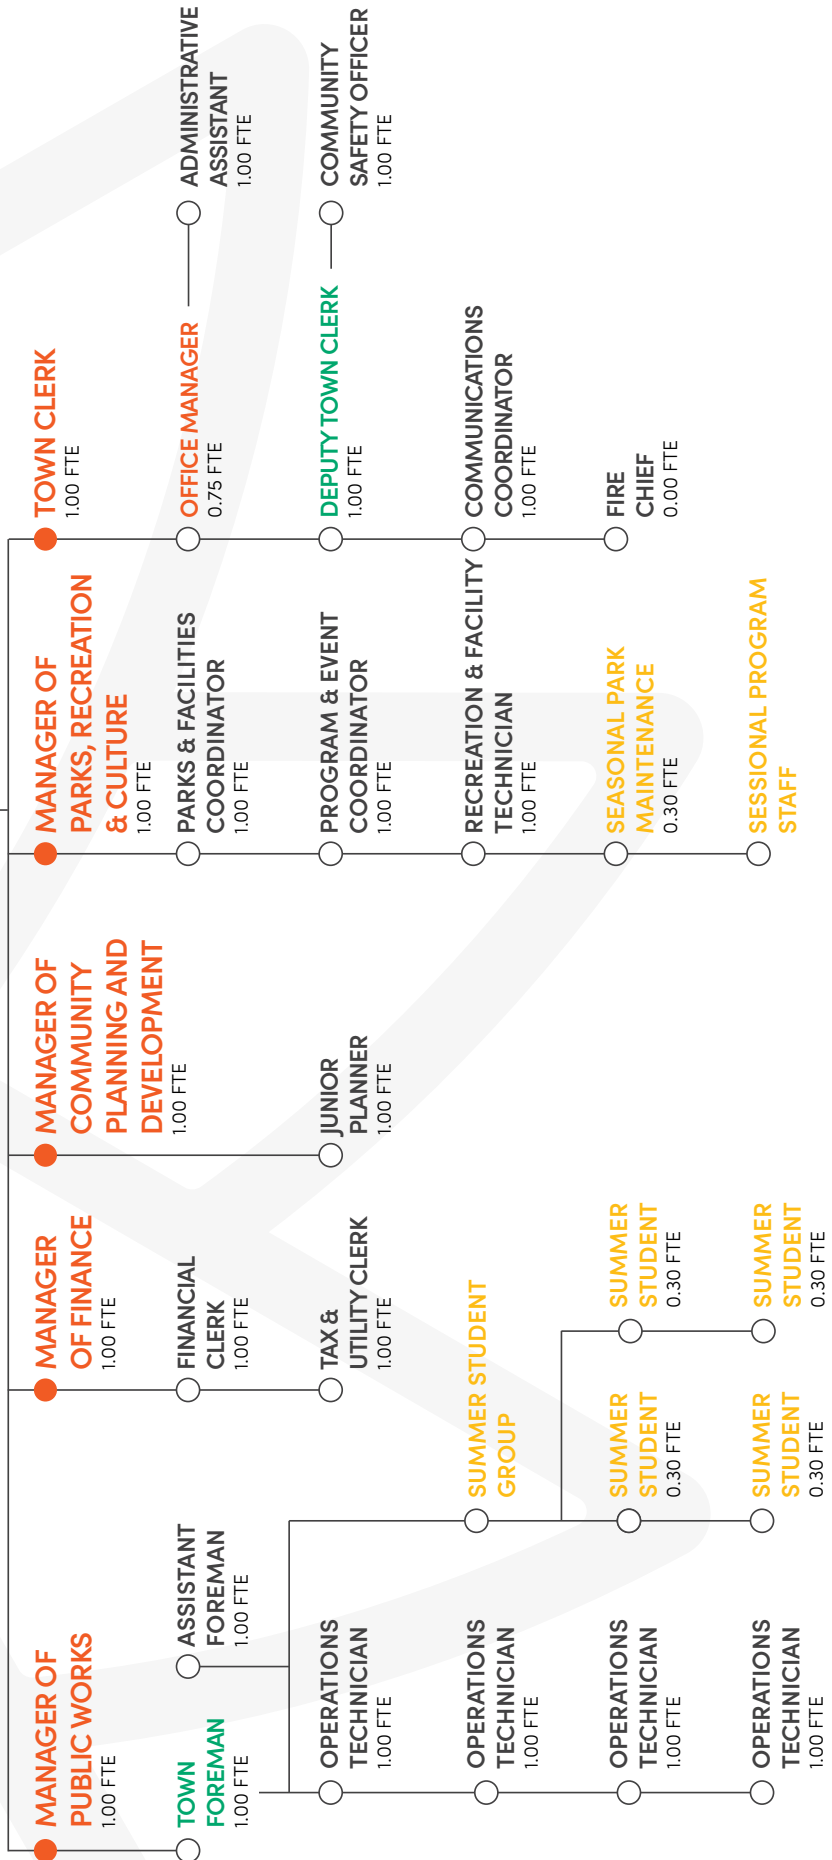 MANAGER OF
PUBLIC WORKS
1.00 FTE
TOWN
FOREMAN
1.00 FTE
ASSISTANT
FOREMAN
1.00 FTE
OPERATIONS
TECHNICIAN
1.00 FTE
OPERATIONS
TECHNICIAN
1.00 FTE
OPERATIONS
TECHNICIAN
1.00 FTE
OPERATIONS
TECHNICIAN
1.00 FTE
SUMMER STUDENT
GROUP
SUMMER
STUDENT
0.30 FTE
SUMMER
STUDENT
0.30 FTE
SUMMER
STUDENT
0.30 FTE
SUMMER
STUDENT
0.30 FTE
MANAGER
OF FINANCE
1.00 FTE
FINANCIAL
CLERK
1.00 FTE
TAX &
UTILITY CLERK
1.00 FTE
MANAGER OF
COMMUNITY
PLANNING AND
DEVELOPMENT
1.00 FTE
JUNIOR
PLANNER
1.00 FTE
MANAGER OF
PARKS, RECREATION
& CULTURE
1.00 FTE
PARKS & FACILITIES
COORDINATOR
1.00 FTE
PROGRAM & EVENT
COORDINATOR
1.00 FTE
RECREATION & FACILITY
TECHNICIAN
1.00 FTE
SEASONAL PARK
MAINTENANCE
0.30 FTE
SESSIONAL PROGRAM
STAFF
TOWN CLERK
1.00 FTE
OFFICE MANAGER
0.75 FTE
ADMINISTRATIVE
ASSISTANT
1.00 FTE
DEPUTY TOWN CLERK
1.00 FTE
COMMUNITY
SAFETY OFFICER
1.00 FTE
COMMUNICATIONS
COORDINATOR
1.00 FTE
FIRE
CHIEF
0.00 FTE